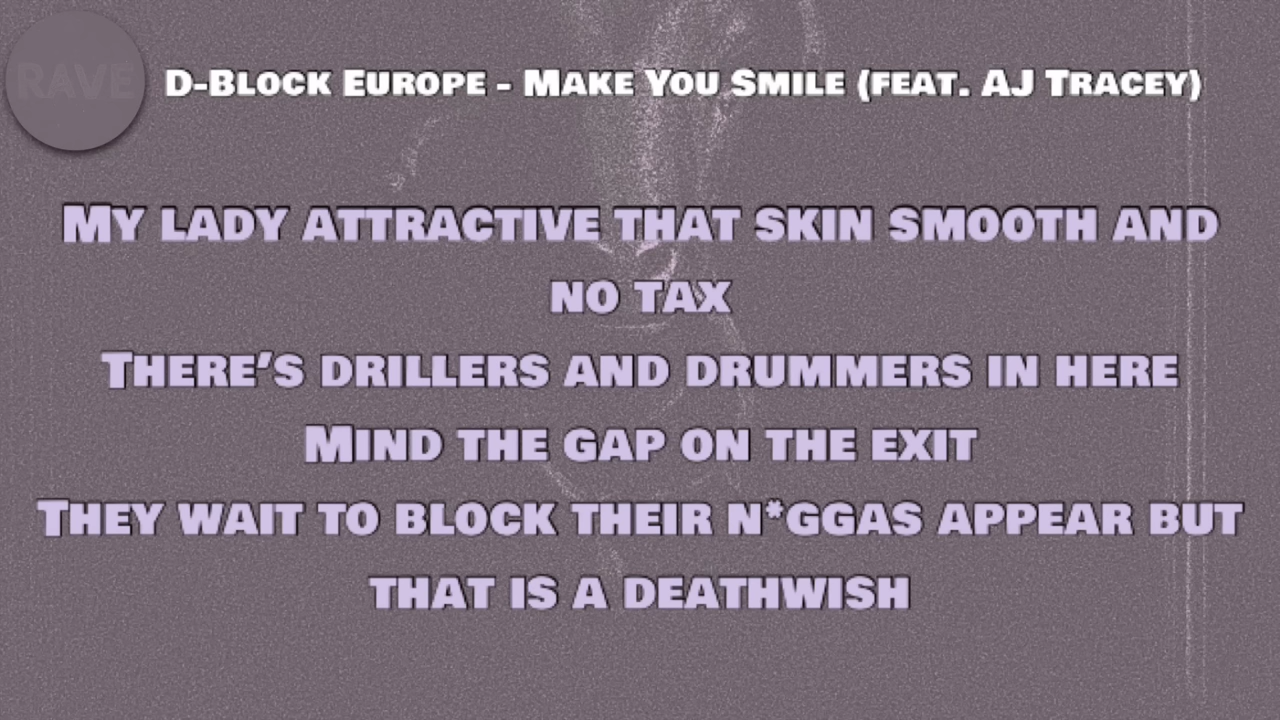 RAVE
D-Block Europe - Make You Smile (feat. AJ Tracey)
My lady attractive that skin smooth and
no tax
There's drillers and drummers in here
Mind the gap on the exit
They wait to block their n*ggas appear but
that is a deathwish